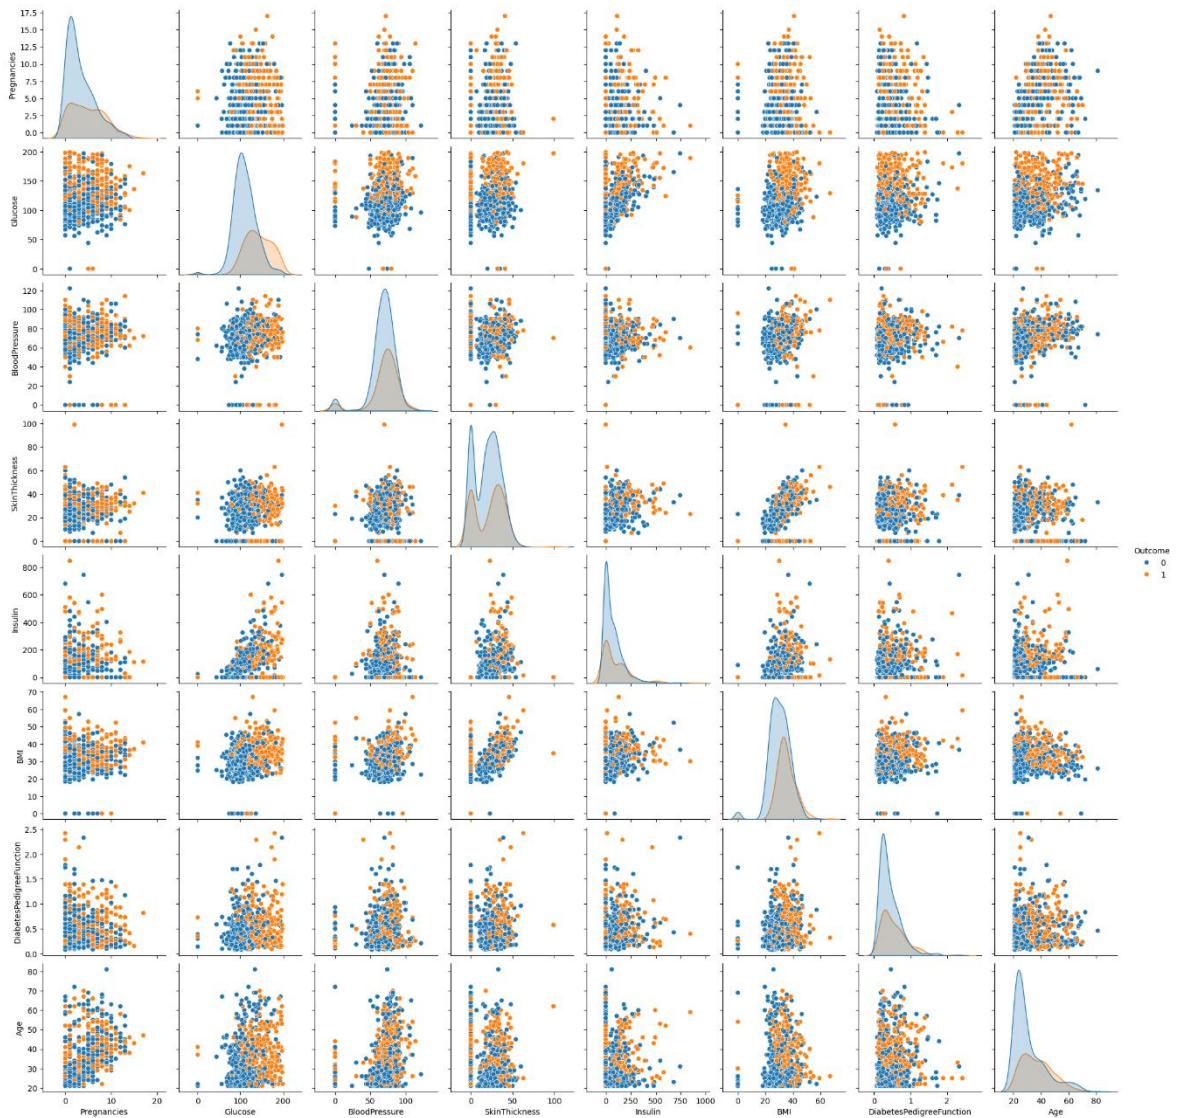 17.5
15.0
12.5
10.0
7.5
5.0
2.5
0.0
Pregnancies
200
150
100
50
0
Glucose
120
100
80
60
40
20
0
BloodPressure
100
80
60
40
20
0
SkinThickness
800
600
400
200
0
Insulin
70
60
50
40
30
20
10
0
BMI
2.5
2.0
1.5
1.0
0.5
0.0
DiabetesPedigreeFunction
80
70
60
50
40
30
20
Age
0 10 20
Pregnancies
0 100 200
Glucose
0 50 100
BloodPressure
0 50 100
SkinThickness
0 250 500 750 1000
Insulin
0 20 40 60
BMI
0 1 2
DiabetesPedigreeFunction
20 40 60 80
Age
Outcome
0
1